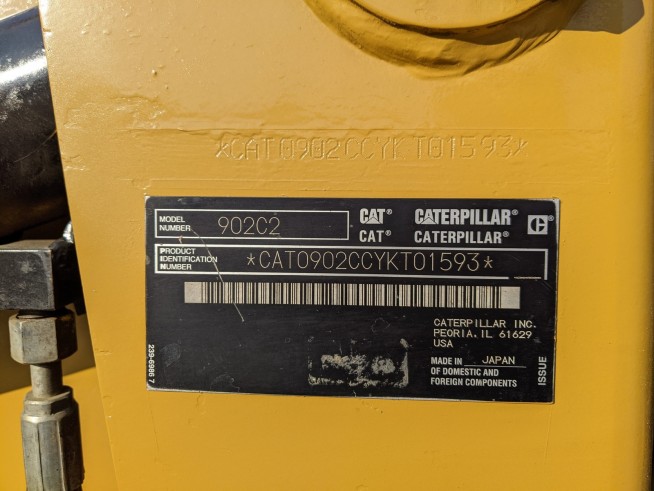 *CAT0902CCYKT01593*
MODEL NUMBER 902C2
CAT® CATERPILLAR® C
CAT® CATERPILLAR®
PRODUCT IDENTIFICATION NUMBER *CAT0902CCYKT01593*
CATERPILLAR INC.
PEORIA. IL 61629
USA
MADE IN JAPAN
OF DOMESTIC AND
FOREIGN COMPONENTS
239-6986 7
ISSUE